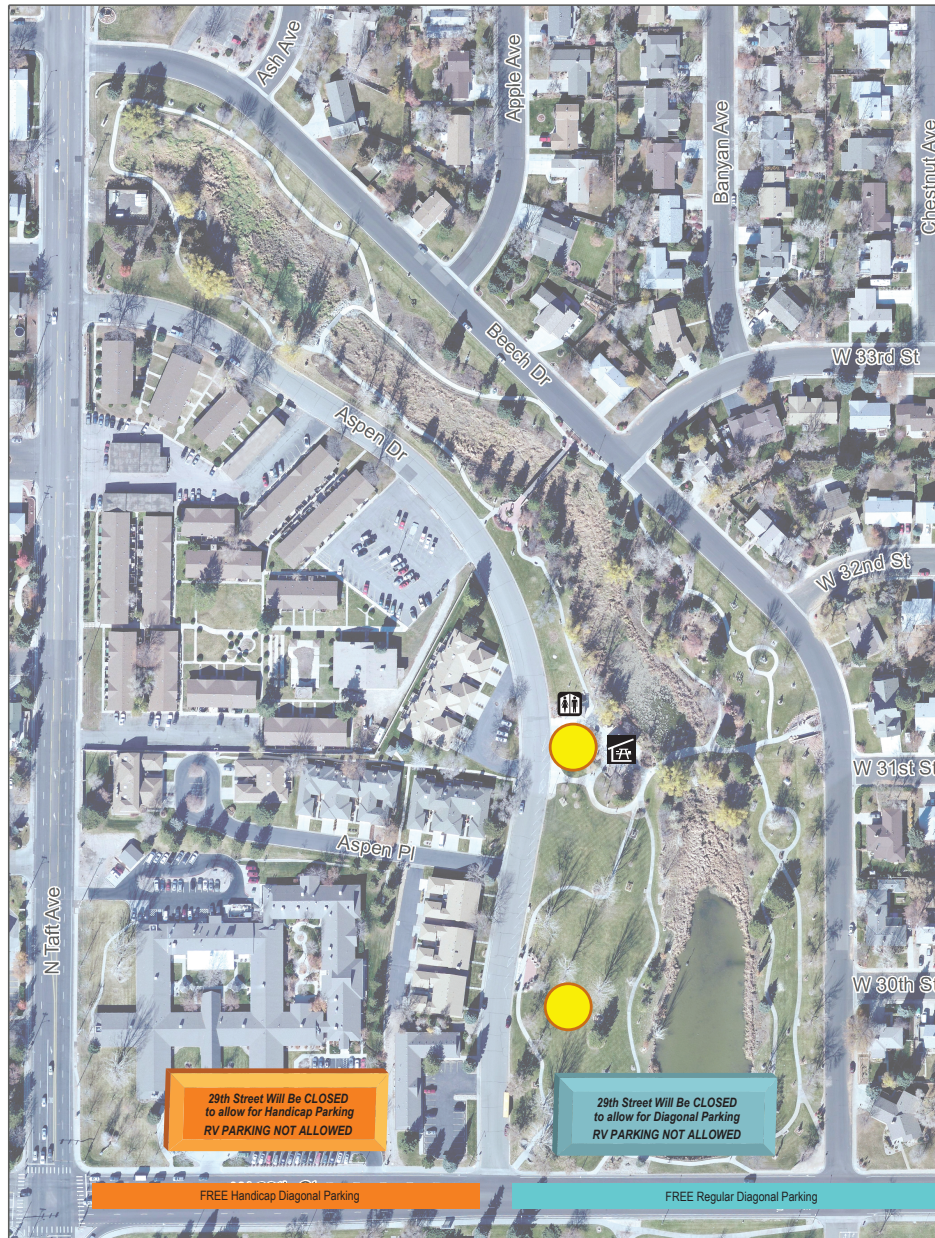 Ash Ave
Apple Ave
Banyan Ave
Chestnut Ave
Beech Dr
W 33rd St
Aspen Dr
W 32nd St
W 31st St
Aspen Pl
N Taft Ave
W 30th St
29th Street Will Be CLOSED
to allow for Handicap Parking
RV PARKING NOT ALLOWED
29th Street Will Be CLOSED
to allow for Diagonal Parking
RV PARKING NOT ALLOWED
FREE Handicap Diagonal Parking
FREE Regular Diagonal Parking